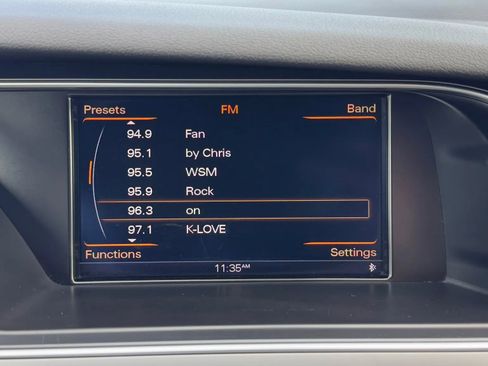 Presets FM Band
94.9 Fan
95.1 by Chris
95.5 WSM
95.9 Rock
96.3 on
97.1 K-LOVE
Functions Settings
11:35AM